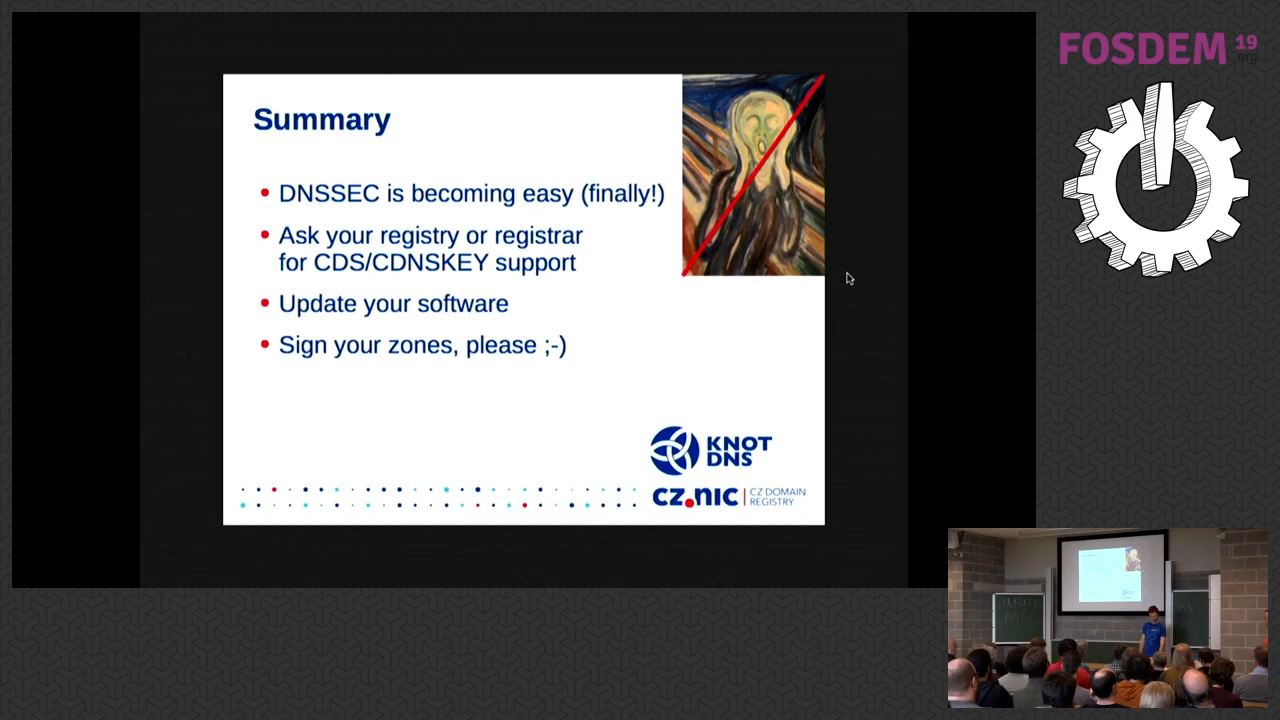 FOSDEM 19
.org
Summary
DNSSEC is becoming easy (finally!)
Ask your registry or registrar
for CDS/CDNSKEY support
Update your software
Sign your zones, please ;-)
KNOT
DNS
CZ.NIC
CZ DOMAIN
REGISTRY